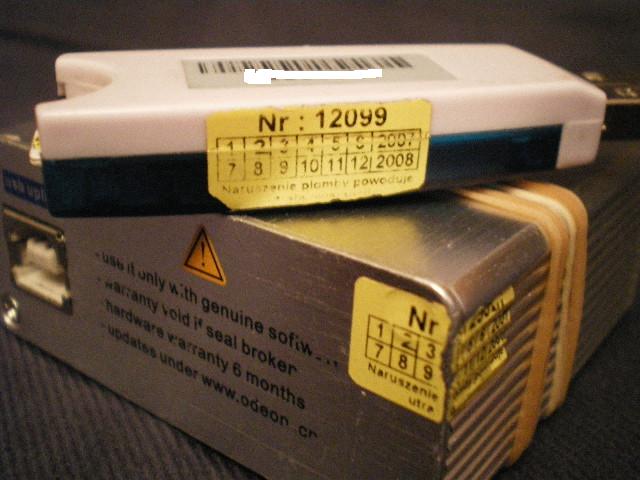 Nr : 12099
1 2 3 4 5 6 2007
7 8 9 10 11 12 2008
Naruszenie plomby powoduje
- use it only with genuine
- warranty void if seal broken
- hardware warranty 6 months
- updates under www.odeon.cn
Nr
1 2 3
7 8 9
Naruszenie
utra